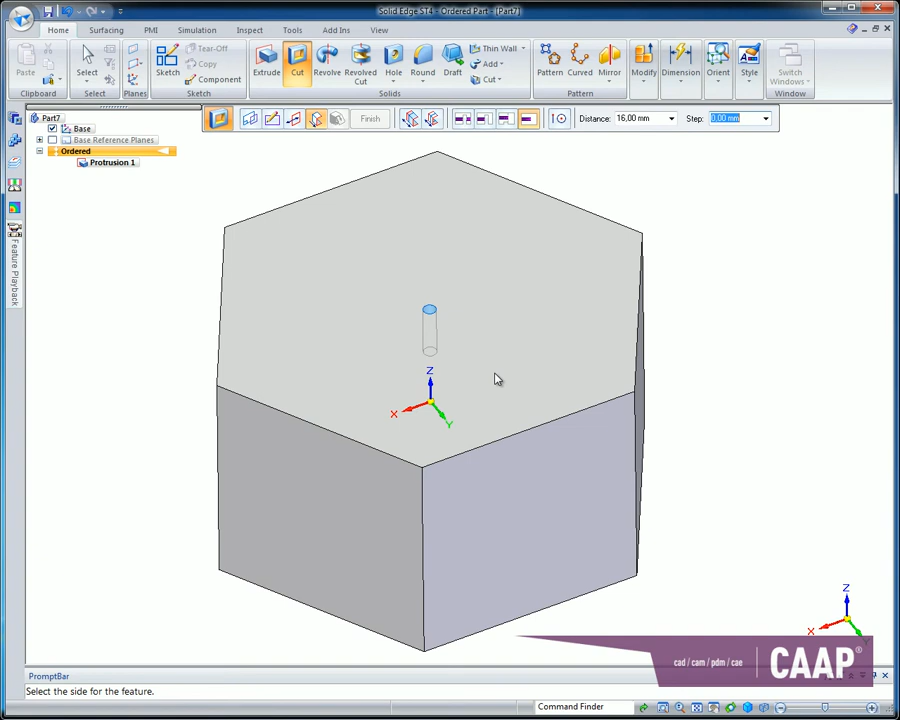 Solid Edge ST4 - Ordered Part - [Part7]
Home Surfacing PMI Simulation Inspect Tools Add Ins View
Paste
Clipboard
Select
Select
Planes
Sketch
Tear-Off
Copy
Component
Sketch
Extrude Cut Revolve Revolved Cut Hole Round Draft
Thin Wall
Add
Cut
Solids
Pattern Curved Mirror
Pattern
Modify
Dimension
Orient
Style
Switch Windows
Window
Finish
Distance: 16,00 mm
Step: 0,00 mm
Part7
Base
Base Reference Planes
Ordered
Protrusion 1
Feature Playback
Z
X
Y
Z
X
cad / cam / pdm / cae
CAAP®
PromptBar
Select the side for the feature.
Command Finder